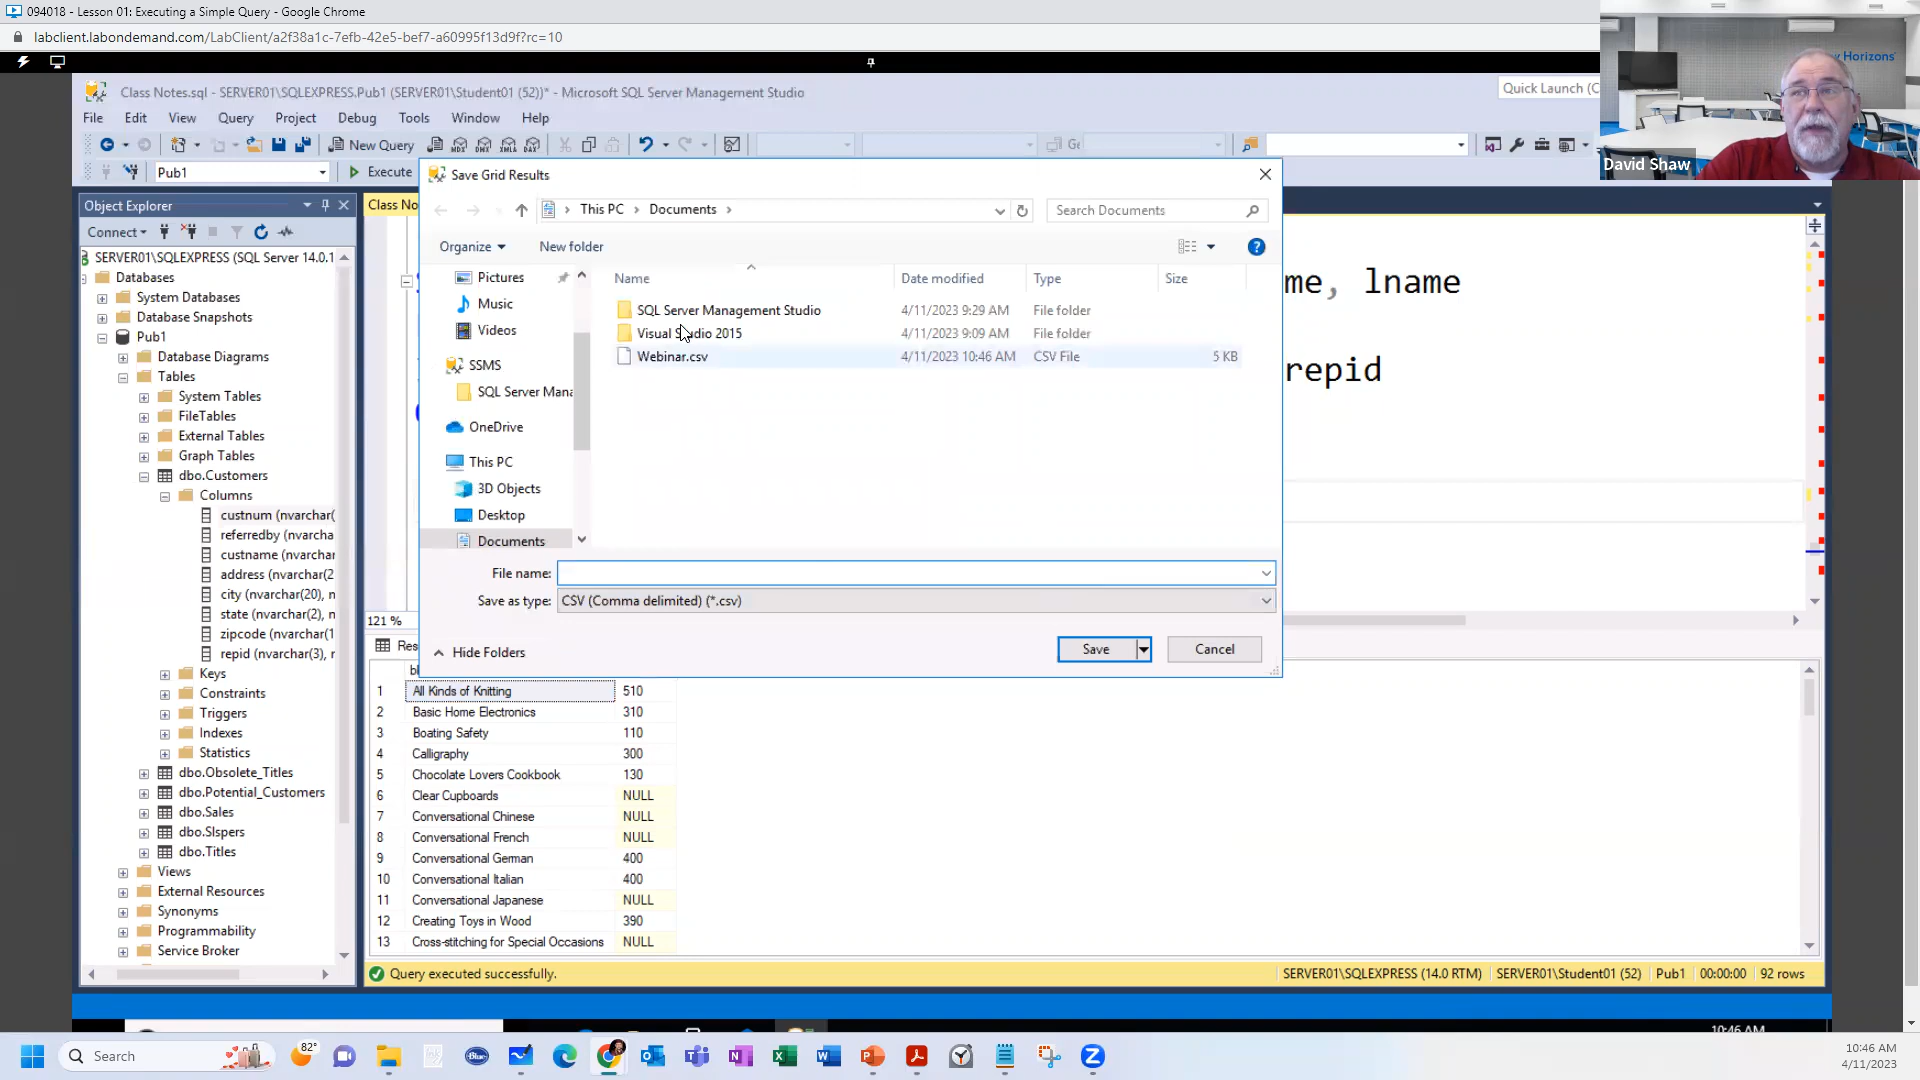 094018 - Lesson 01: Executing a Simple Query - Google Chrome
labclient.labondemand.com/LabClient/a2f38a1c-7efb-42e5-bef7-a60995f13d9f?rc=10
Horizons
David Shaw
Class Notes.sql - SERVER01\SQLEXPRESS.Pub1 (SERVER01\Student01 (52))* - Microsoft SQL Server Management Studio
Quick Launch (C
File Edit View Query Project Debug Tools Window Help
New Query
Pub1
Execute
Object Explorer
Class No
Connect
SERVER01\SQLEXPRESS (SQL Server 14.0.1
Databases
System Databases
Database Snapshots
Pub1
Database Diagrams
Tables
System Tables
FileTables
External Tables
Graph Tables
dbo.Customers
Columns
custnum (nvarchar(
referredby (nvarcha
custname (nvarchar
address (nvarchar(2
city (nvarchar(20), n
state (nvarchar(2), n
zipcode (nvarchar(1
repid (nvarchar(3), r
Keys
Constraints
Triggers
Indexes
Statistics
dbo.Obsolete_Titles
dbo.Potential_Customers
dbo.Sales
dbo.Slspers
dbo.Titles
Views
External Resources
Synonyms
Programmability
Service Broker
Save Grid Results
This PC > Documents >
Search Documents
Organize New folder
Pictures
Music
Videos
SSMS
SQL Server Mana
OneDrive
This PC
3D Objects
Desktop
Documents
Name Date modified Type Size
SQL Server Management Studio 4/11/2023 9:29 AM File folder
Visual Studio 2015 4/11/2023 9:09 AM File folder
Webinar.csv 4/11/2023 10:46 AM CSV File 5 KB
File name:
Save as type: CSV (Comma delimited) (*.csv)
Hide Folders
Save
Cancel
me, lname
repid
121 %
Res
1 All Kinds of Knitting 510
2 Basic Home Electronics 310
3 Boating Safety 110
4 Calligraphy 300
5 Chocolate Lovers Cookbook 130
6 Clear Cupboards NULL
7 Conversational Chinese NULL
8 Conversational French NULL
9 Conversational German 400
10 Conversational Italian 400
11 Conversational Japanese NULL
12 Creating Toys in Wood 390
13 Cross-stitching for Special Occasions NULL
Query executed successfully.
SERVER01\SQLEXPRESS (14.0 RTM) SERVER01\Student01 (52) Pub1 00:00:00 92 rows
10:46 AM
Search
82°
10:46 AM
4/11/2023